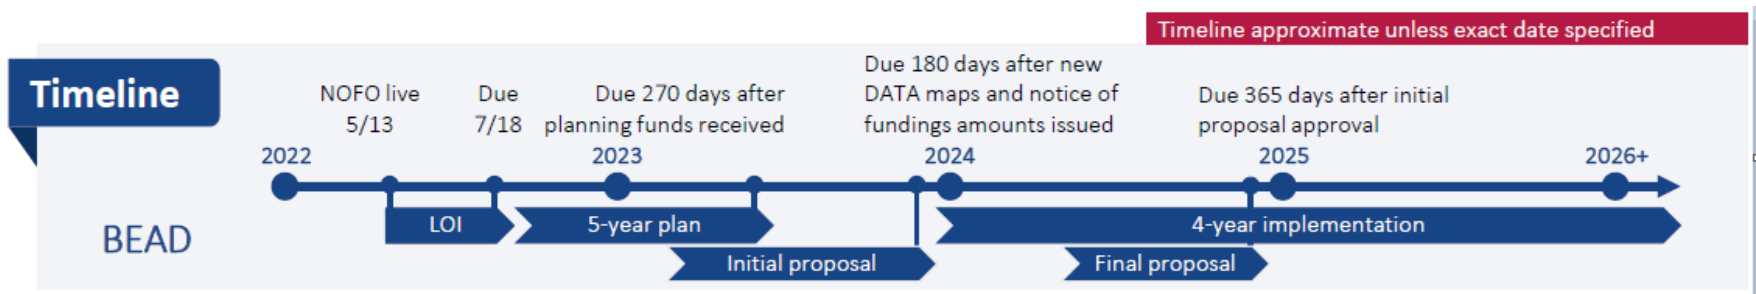 Timeline approximate unless exact date specified
Timeline
NOFO live
5/13
Due
7/18
Due 270 days after
planning funds received
Due 180 days after new
DATA maps and notice of
fundings amounts issued
Due 365 days after initial
proposal approval
2022
2023
2024
2025
2026+
BEAD
LOI
5-year plan
4-year implementation
Initial proposal
Final proposal